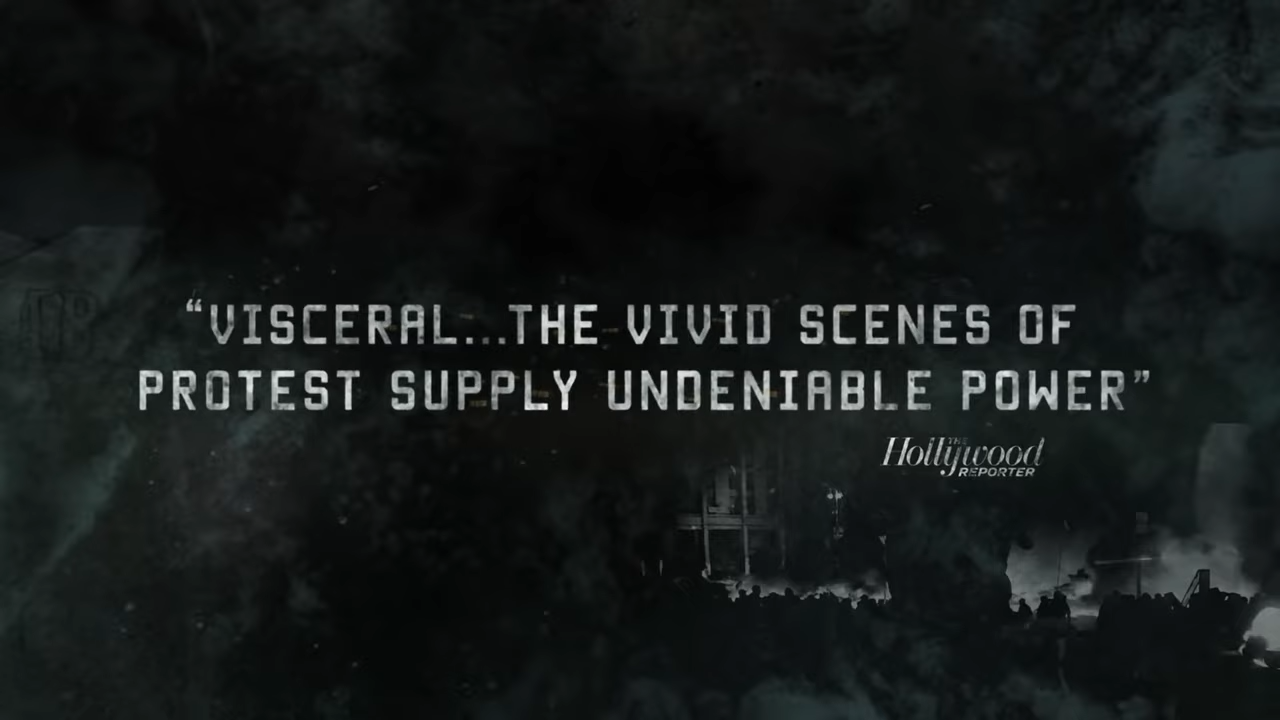 “VISCERAL...THE VIVID SCENES OF
PROTEST SUPPLY UNDENIABLE POWER”
THE
Hollywood
REPORTER